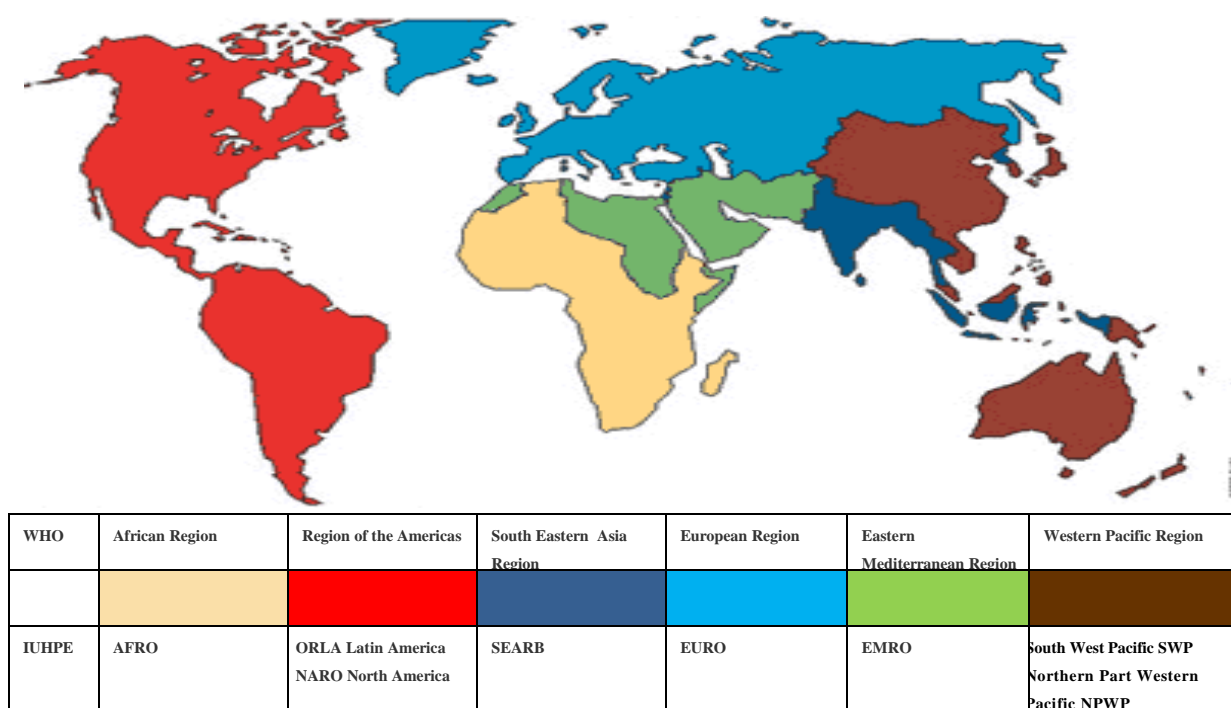 WHO
African Region
Region of the Americas
South Eastern Asia
Region
European Region
Eastern
Mediterranean Region
Western Pacific Region
IUHPE
AFRO
ORLA Latin America
NARO North America
SEARB
EURO
EMRO
South West Pacific SWP
Northern Part Western
Pacific NPWP